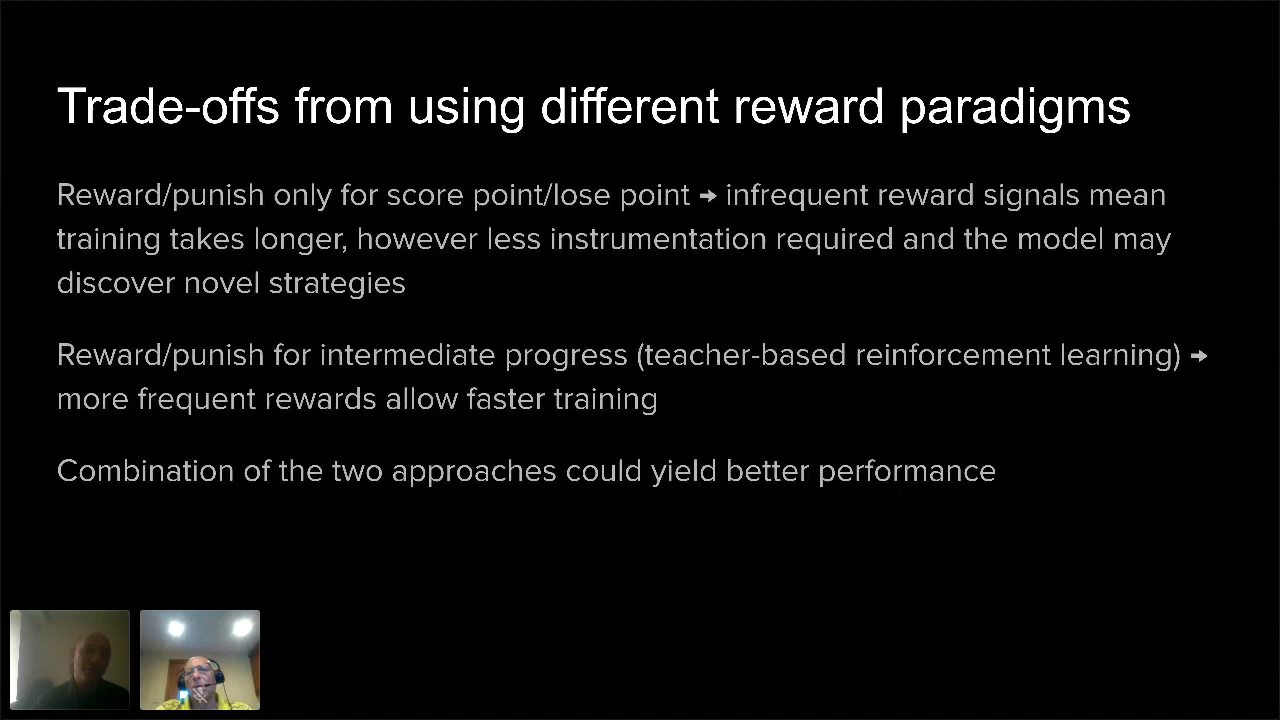 Trade-offs from using different reward paradigms
Reward/punish only for score point/lose point → infrequent reward signals mean
training takes longer, however less instrumentation required and the model may
discover novel strategies
Reward/punish for intermediate progress (teacher-based reinforcement learning) →
more frequent rewards allow faster training
Combination of the two approaches could yield better performance